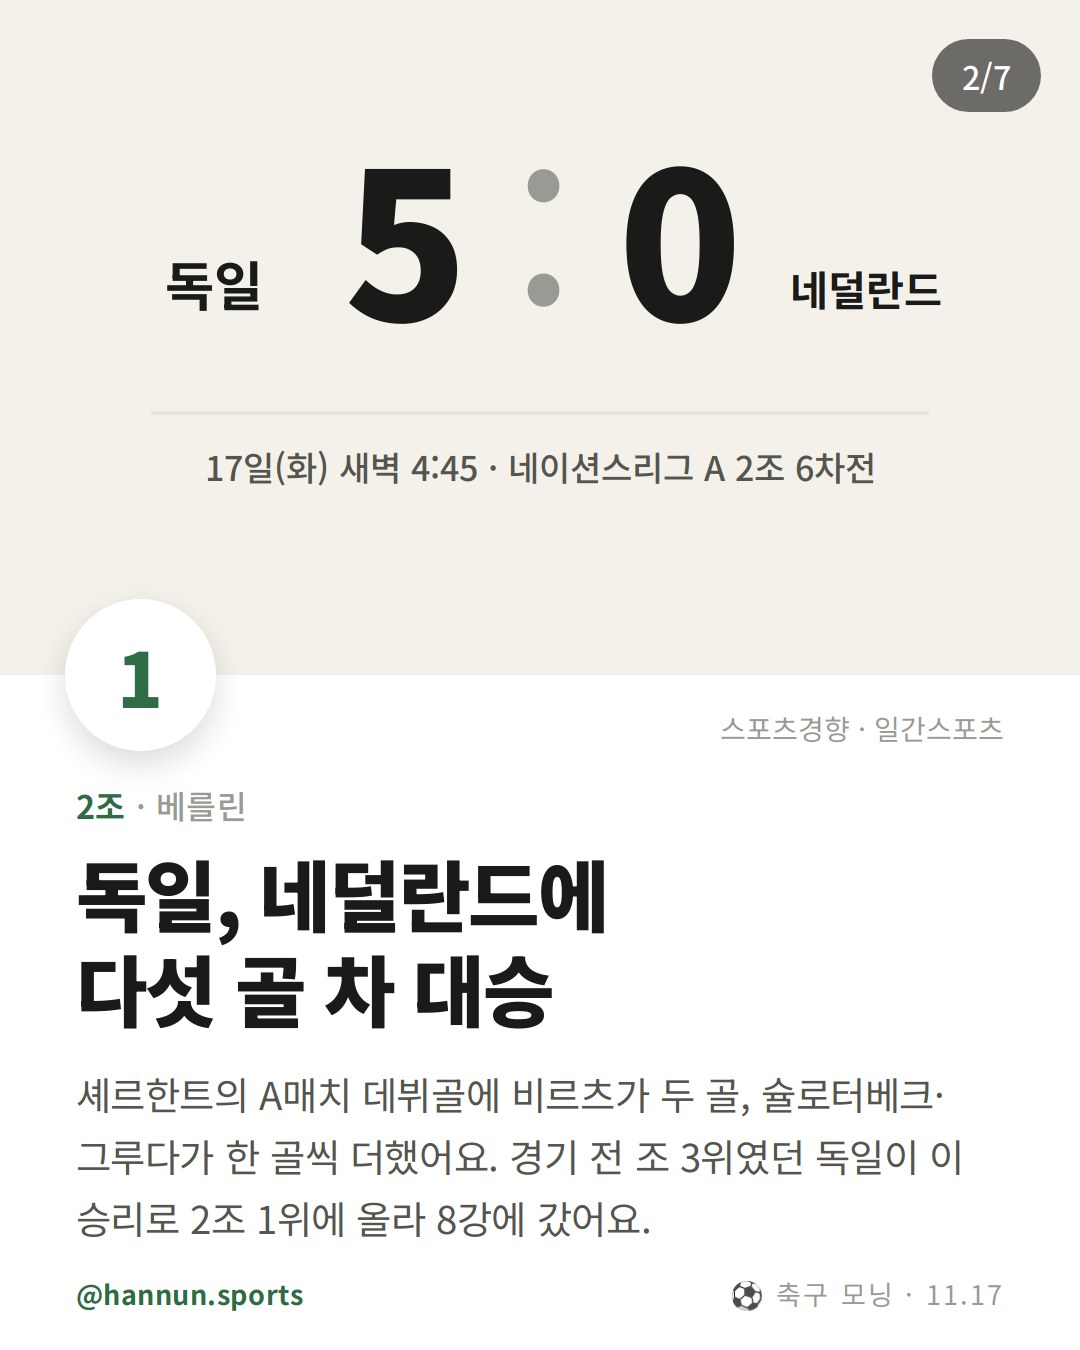 2/7
독일 5 : 0 네덜란드
17일(화) 새벽 4:45 · 네이션스리그 A 2조 6차전
1
스포츠경향 · 일간스포츠
2조 · 베를린
독일, 네덜란드에
다섯 골 차 대승
셰르한트의 A매치 데뷔골에 비르츠가 두 골, 슐로터베크·
그루다가 한 골씩 더했어요. 경기 전 조 3위였던 독일이 이
승리로 2조 1위에 올라 8강에 갔어요.
@hannun.sports
⚽ 축구 모닝 · 11.17